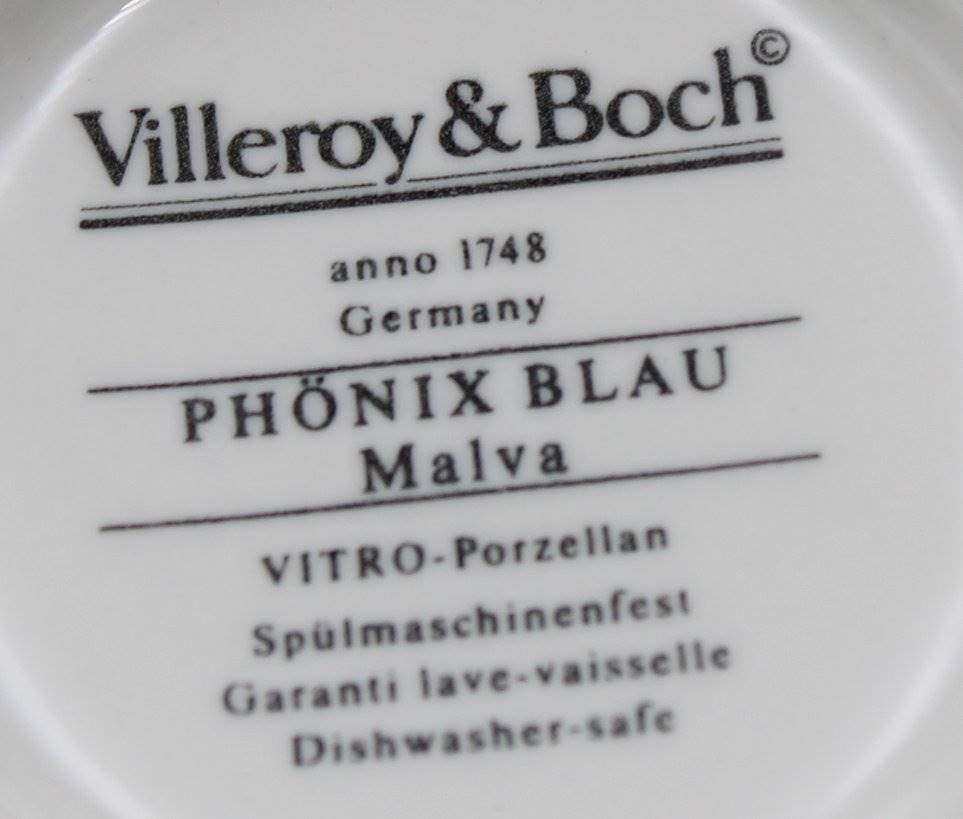 Villeroy & Boch©
anno 1748
Germany
PHÖNIX BLAU
Malva
VITRO-Porzellan
Spülmaschinenfest
Garanti lave-vaisselle
Dishwasher-safe